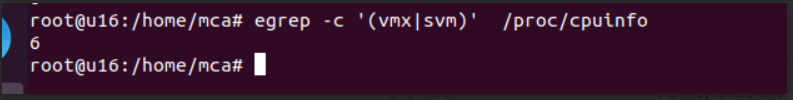 root@u16:/home/mca# egrep -c '(vmx|svm)'  /proc/cpuinfo
6
root@u16:/home/mca#